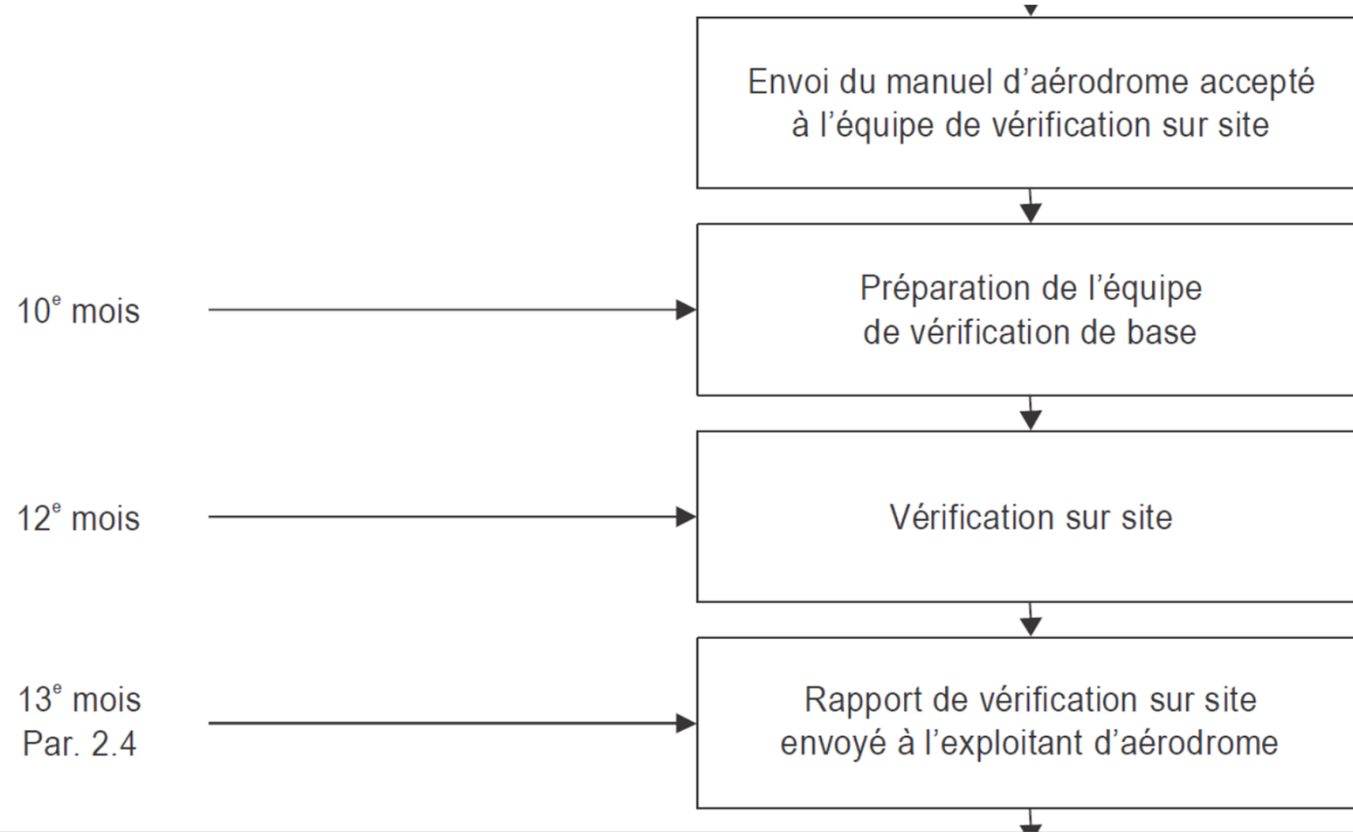 Envoi du manuel d’aérodrome accepté
à l’équipe de vérification sur site
10e mois
Préparation de l’équipe
de vérification de base
12e mois
Vérification sur site
13e mois
Par. 2.4
Rapport de vérification sur site
envoyé à l’exploitant d’aérodrome